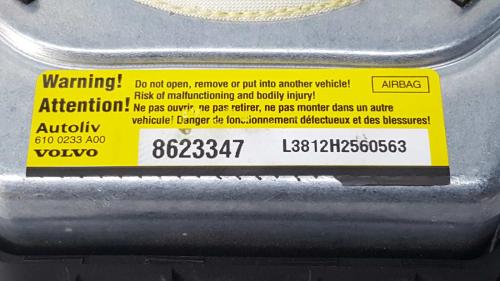 Warning! Do not open, remove or put into another vehicle! AIRBAG
Risk of malfunctioning and bodily injury!
Attention! Ne pas ouvrir, ne pas retirer, ne pas monter dans un autre
véhicule! Danger de fonctionnement défectueux et des blessures!
Autoliv
610 0233 A00
VOLVO
8623347 L3812H2560563